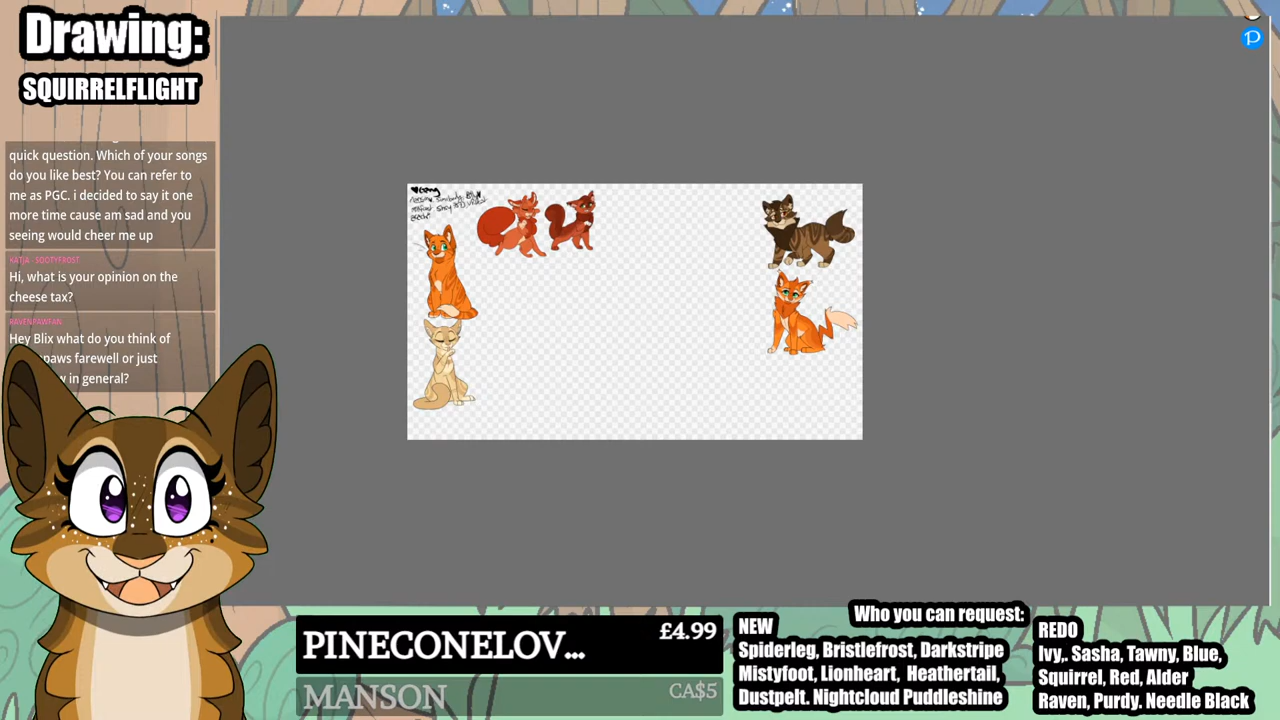 Drawing:
SQUIRRELFLIGHT
quick question. Which of your songs
do you like best? You can refer to
me as PGC. i decided to say it one
more time cause am sad and you
seeing would cheer me up
KATJA - SOOTYFROST
Hi, what is your opinion on the
cheese tax?
RAVENPAWFAN
Hey Blix what do you think of
paws farewell or just
in general?
PINECONELOV...
£4.99
MANSON
CA$5
Who you can request:
NEW
Spiderleg, Bristlefrost, Darkstripe
Mistyfoot, Lionheart, Heathertail,
Dustpelt. Nightcloud Puddleshine
REDO
Ivy,. Sasha, Tawny, Blue,
Squirrel, Red, Alder
Raven, Purdy. Needle Black